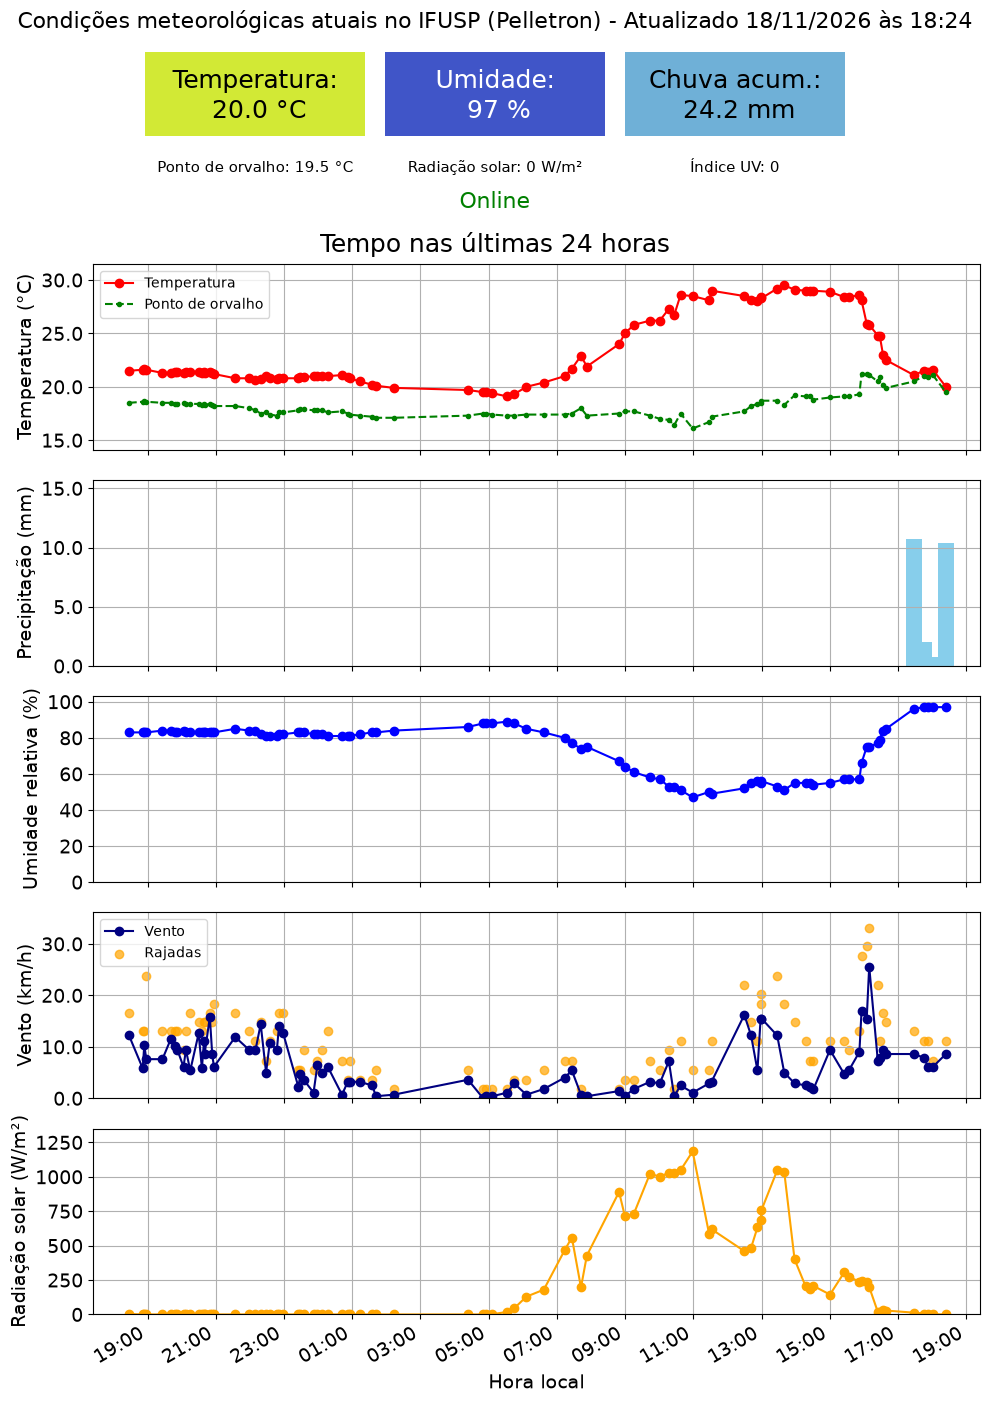 Condições meteorológicas atuais no IFUSP (Pelletron) - Atualizado 18/11/2026 às 18:24
Temperatura:
20.0 °C
Umidade:
97 %
Chuva acum.:
24.2 mm
Ponto de orvalho: 19.5 °C
Radiação solar: 0 W/m²
Índice UV: 0
Online
Tempo nas últimas 24 horas
Temperatura (°C)
30.0
25.0
20.0
15.0
Temperatura
Ponto de orvalho
Precipitação (mm)
15.0
10.0
5.0
0.0
Umidade relativa (%)
100
80
60
40
20
0
Vento (km/h)
30.0
20.0
10.0
0.0
Vento
Rajadas
Radiação solar (W/m²)
1250
1000
750
500
250
0
19:00
21:00
23:00
01:00
03:00
05:00
07:00
09:00
11:00
13:00
15:00
17:00
19:00
Hora local